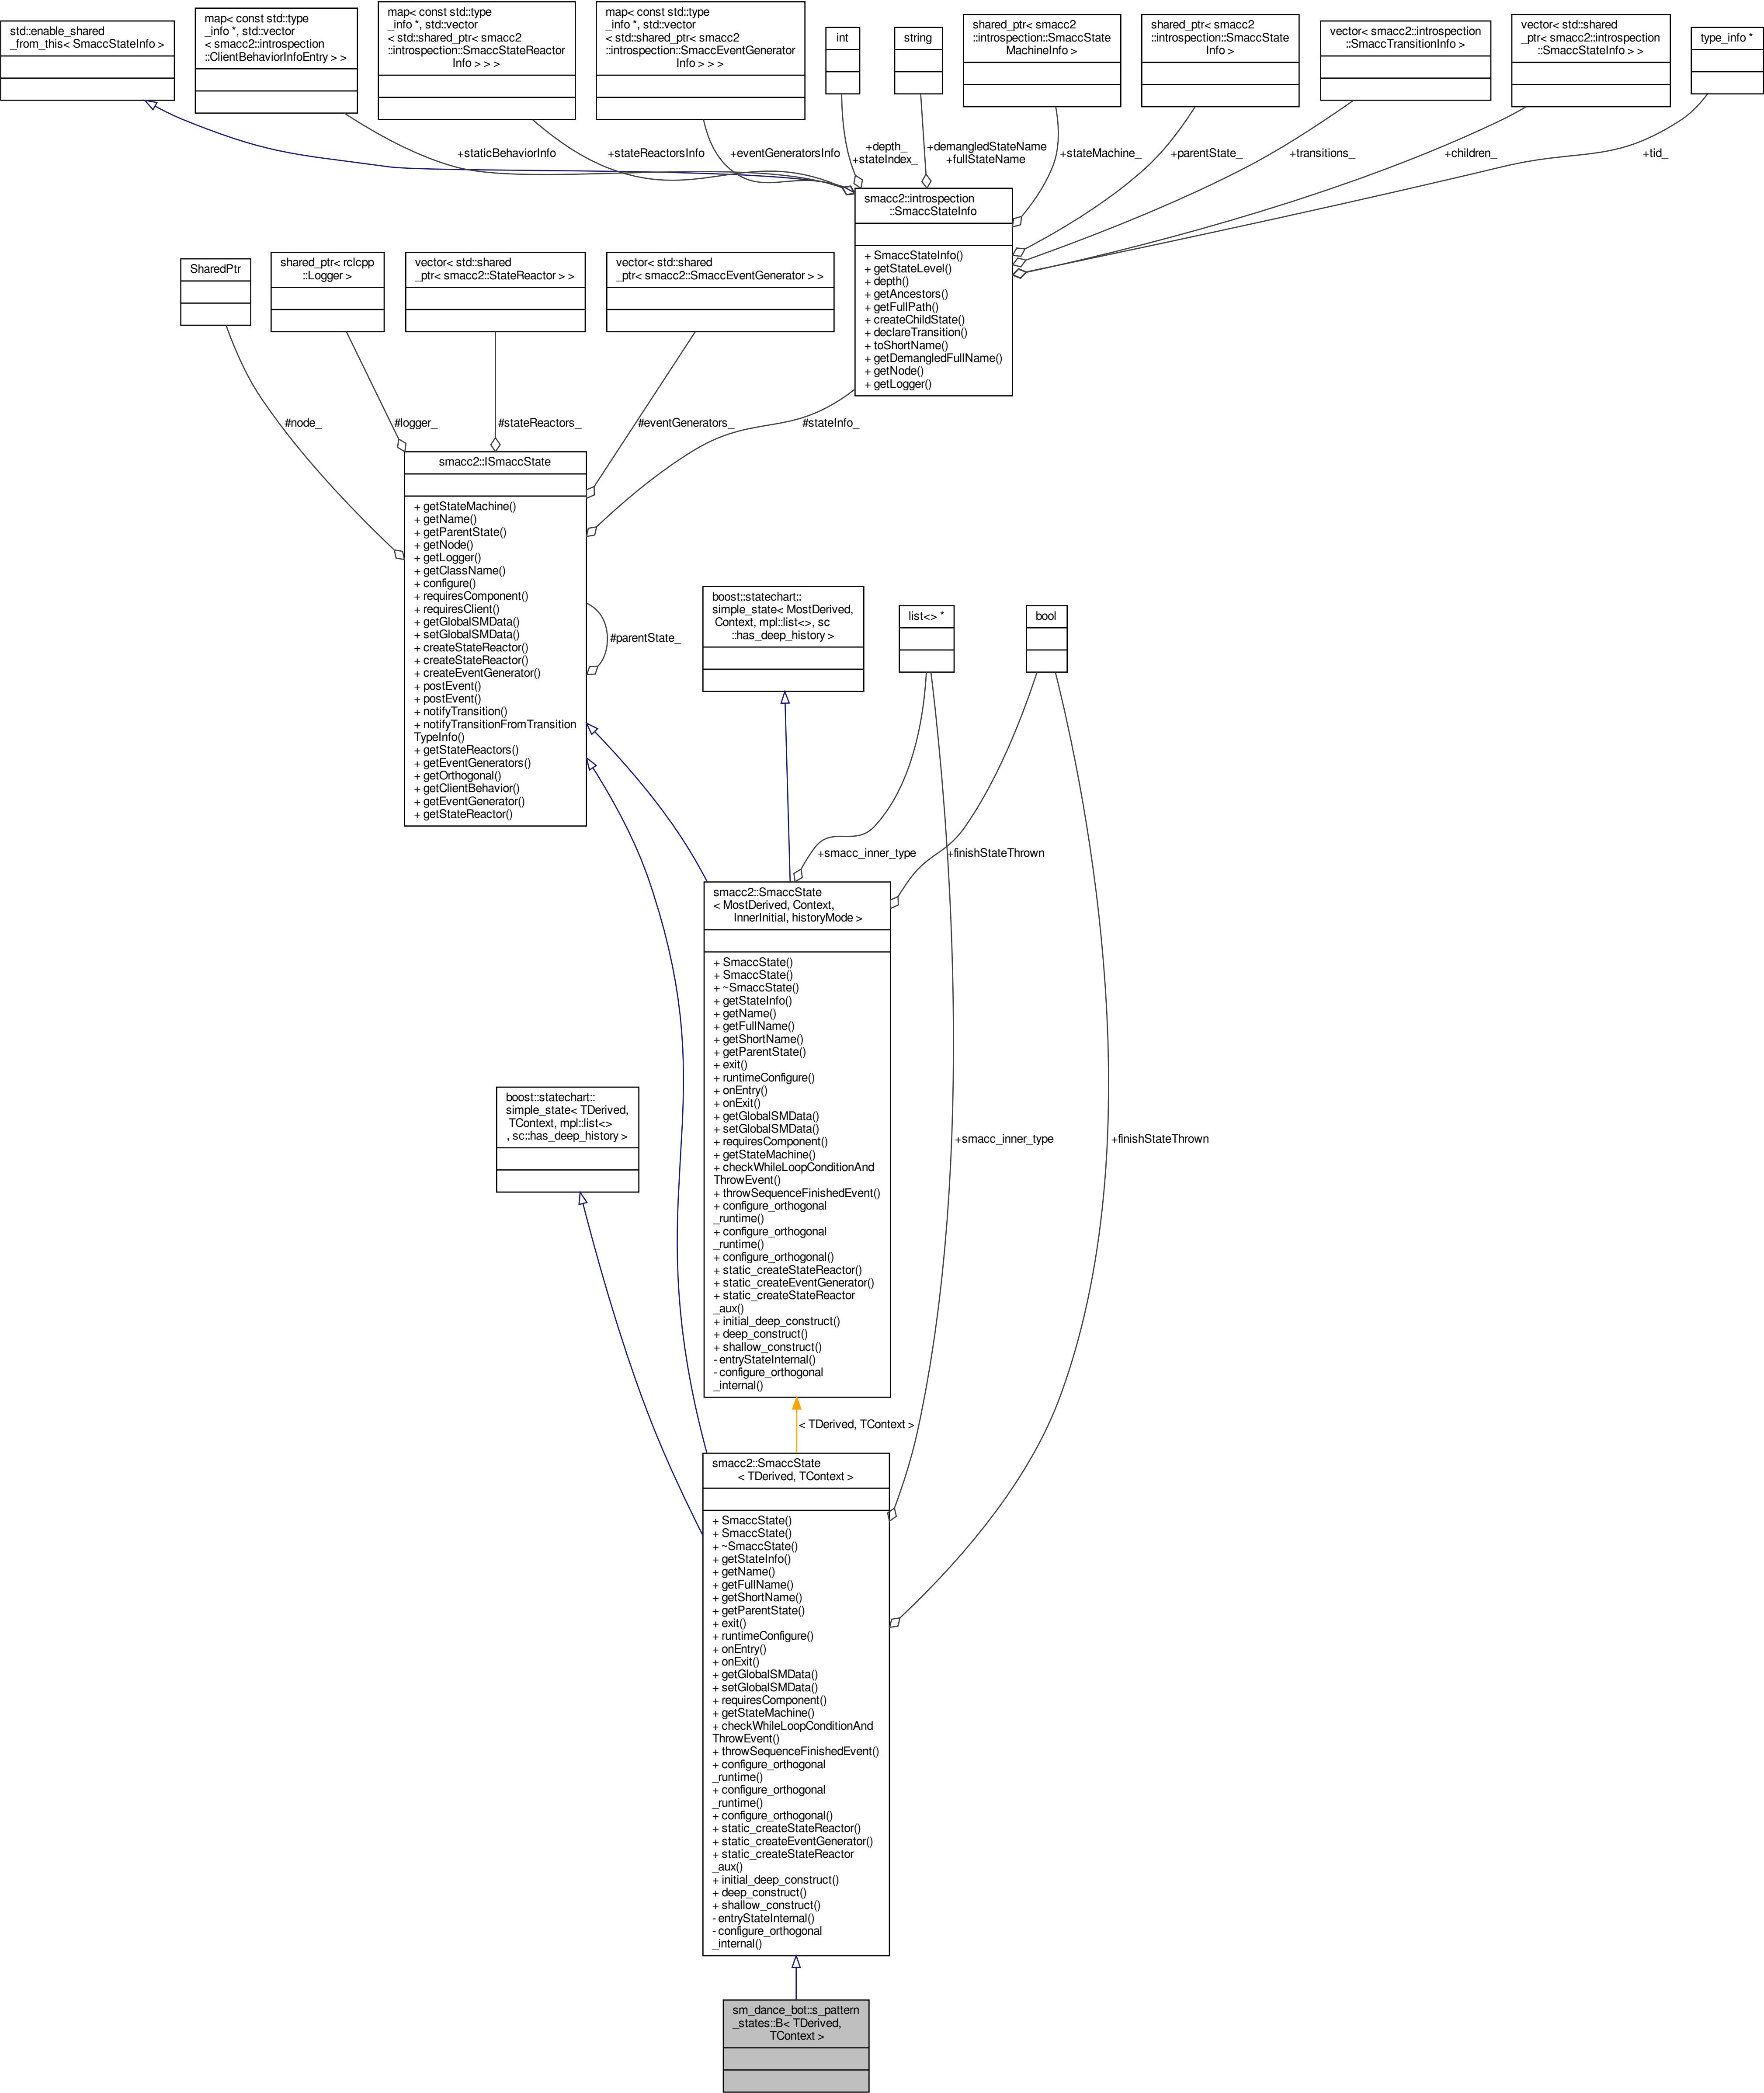 std::enable_shared
_from_this< SmaccStateInfo >
map< const std::type
_info *, std::vector
< smacc2::introspection
::ClientBehaviorInfoEntry > >
map< const std::type
_info *, std::vector
< std::shared_ptr< smacc2
::introspection::SmaccStateReactor
Info > > >
map< const std::type
_info *, std::vector
< std::shared_ptr< smacc2
::introspection::SmaccEventGenerator
Info > > >
int
string
shared_ptr< smacc2
::introspection::SmaccState
MachineInfo >
shared_ptr< smacc2
::introspection::SmaccState
Info >
vector< smacc2::introspection
::SmaccTransitionInfo >
vector< std::shared
_ptr< smacc2::introspection
::SmaccStateInfo > >
type_info *
+staticBehaviorInfo
+stateReactorsInfo
+eventGeneratorsInfo
+depth_
+stateIndex_
+demangledStateName
+fullStateName
+stateMachine_
+parentState_
+transitions_
+children_
+tid_
smacc2::introspection
::SmaccStateInfo
+ SmaccStateInfo()
+ getStateLevel()
+ depth()
+ getAncestors()
+ getFullPath()
+ createChildState()
+ declareTransition()
+ toShortName()
+ getDemangledFullName()
+ getNode()
+ getLogger()
SharedPtr
shared_ptr< rclcpp
::Logger >
vector< std::shared
_ptr< smacc2::StateReactor > >
vector< std::shared
_ptr< smacc2::SmaccEventGenerator > >
#node_
#logger_
#stateReactors_
#eventGenerators_
#stateInfo_
smacc2::ISmaccState
+ getStateMachine()
+ getName()
+ getParentState()
+ getNode()
+ getLogger()
+ getClassName()
+ configure()
+ requiresComponent()
+ requiresClient()
+ getGlobalSMData()
+ setGlobalSMData()
+ createStateReactor()
+ createStateReactor()
+ createEventGenerator()
+ postEvent()
+ postEvent()
+ notifyTransition()
+ notifyTransitionFromTransition
TypeInfo()
+ getStateReactors()
+ getEventGenerators()
+ getOrthogonal()
+ getClientBehavior()
+ getEventGenerator()
+ getStateReactor()
#parentState_
boost::statechart::
simple_state< MostDerived,
Context, mpl::list<>, sc
::has_deep_history >
list<> *
bool
+smacc_inner_type
+finishStateThrown
smacc2::SmaccState
< MostDerived, Context,
InnerInitial, historyMode >
+ SmaccState()
+ SmaccState()
+ ~SmaccState()
+ getStateInfo()
+ getName()
+ getFullName()
+ getShortName()
+ getParentState()
+ exit()
+ runtimeConfigure()
+ onEntry()
+ onExit()
+ getGlobalSMData()
+ setGlobalSMData()
+ requiresComponent()
+ getStateMachine()
+ checkWhileLoopConditionAnd
ThrowEvent()
+ throwSequenceFinishedEvent()
+ configure_orthogonal
_runtime()
+ configure_orthogonal
_runtime()
+ configure_orthogonal()
+ static_createStateReactor()
+ static_createEventGenerator()
+ static_createStateReactor
_aux()
+ initial_deep_construct()
+ deep_construct()
+ shallow_construct()
- entryStateInternal()
- configure_orthogonal
_internal()
boost::statechart::
simple_state< TDerived,
TContext, mpl::list<>
, sc::has_deep_history >
+smacc_inner_type
+finishStateThrown
< TDerived, TContext >
smacc2::SmaccState
< TDerived, TContext >
+ SmaccState()
+ SmaccState()
+ ~SmaccState()
+ getStateInfo()
+ getName()
+ getFullName()
+ getShortName()
+ getParentState()
+ exit()
+ runtimeConfigure()
+ onEntry()
+ onExit()
+ getGlobalSMData()
+ setGlobalSMData()
+ requiresComponent()
+ getStateMachine()
+ checkWhileLoopConditionAnd
ThrowEvent()
+ throwSequenceFinishedEvent()
+ configure_orthogonal
_runtime()
+ configure_orthogonal
_runtime()
+ configure_orthogonal()
+ static_createStateReactor()
+ static_createEventGenerator()
+ static_createStateReactor
_aux()
+ initial_deep_construct()
+ deep_construct()
+ shallow_construct()
- entryStateInternal()
- configure_orthogonal
_internal()
sm_dance_bot::s_pattern
_states::B< TDerived,
TContext >